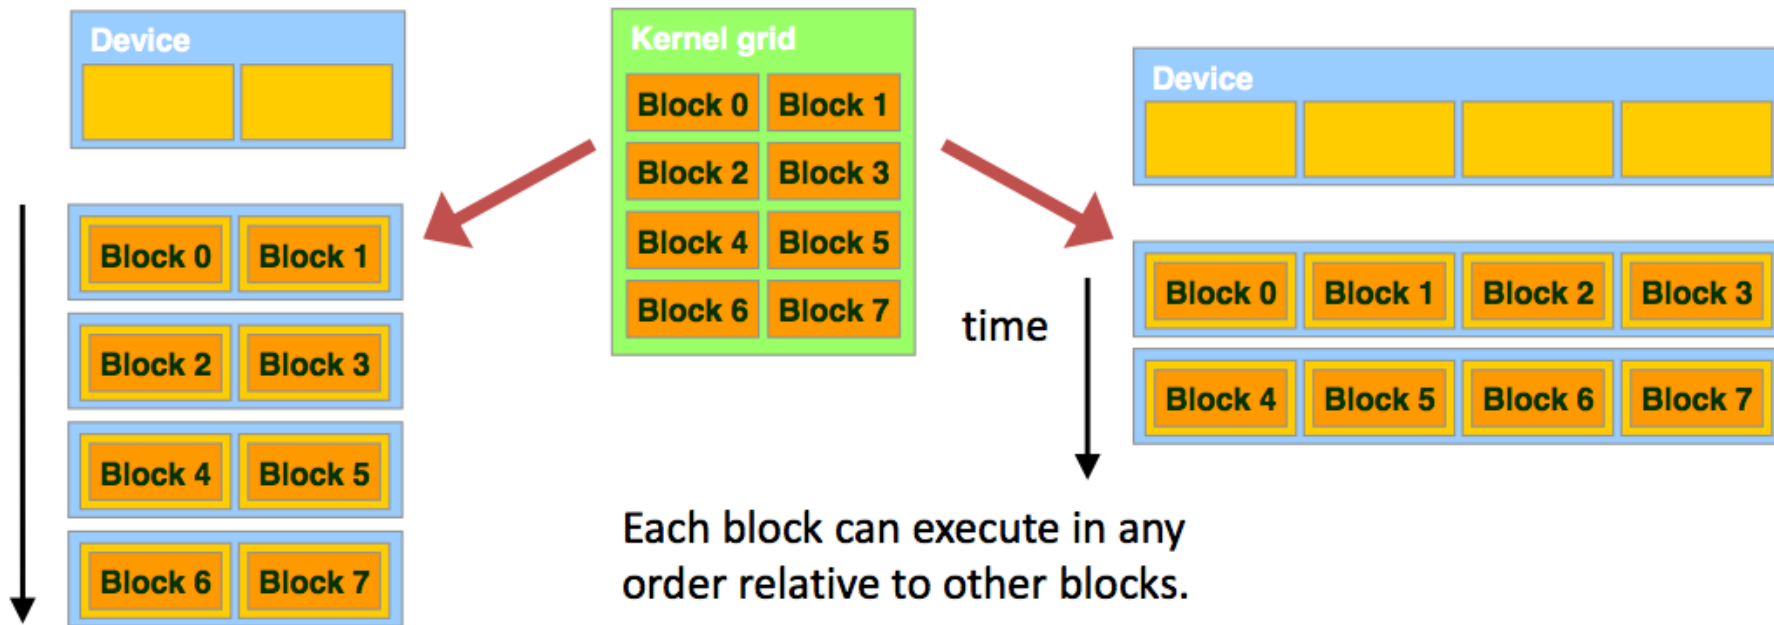 Device
Block 0 Block 1
Block 2 Block 3
Block 4 Block 5
Block 6 Block 7
Kernel grid
Block 0 Block 1
Block 2 Block 3
Block 4 Block 5
Block 6 Block 7
Device
time
Block 0 Block 1 Block 2 Block 3
Block 4 Block 5 Block 6 Block 7
Each block can execute in any
order relative to other blocks.